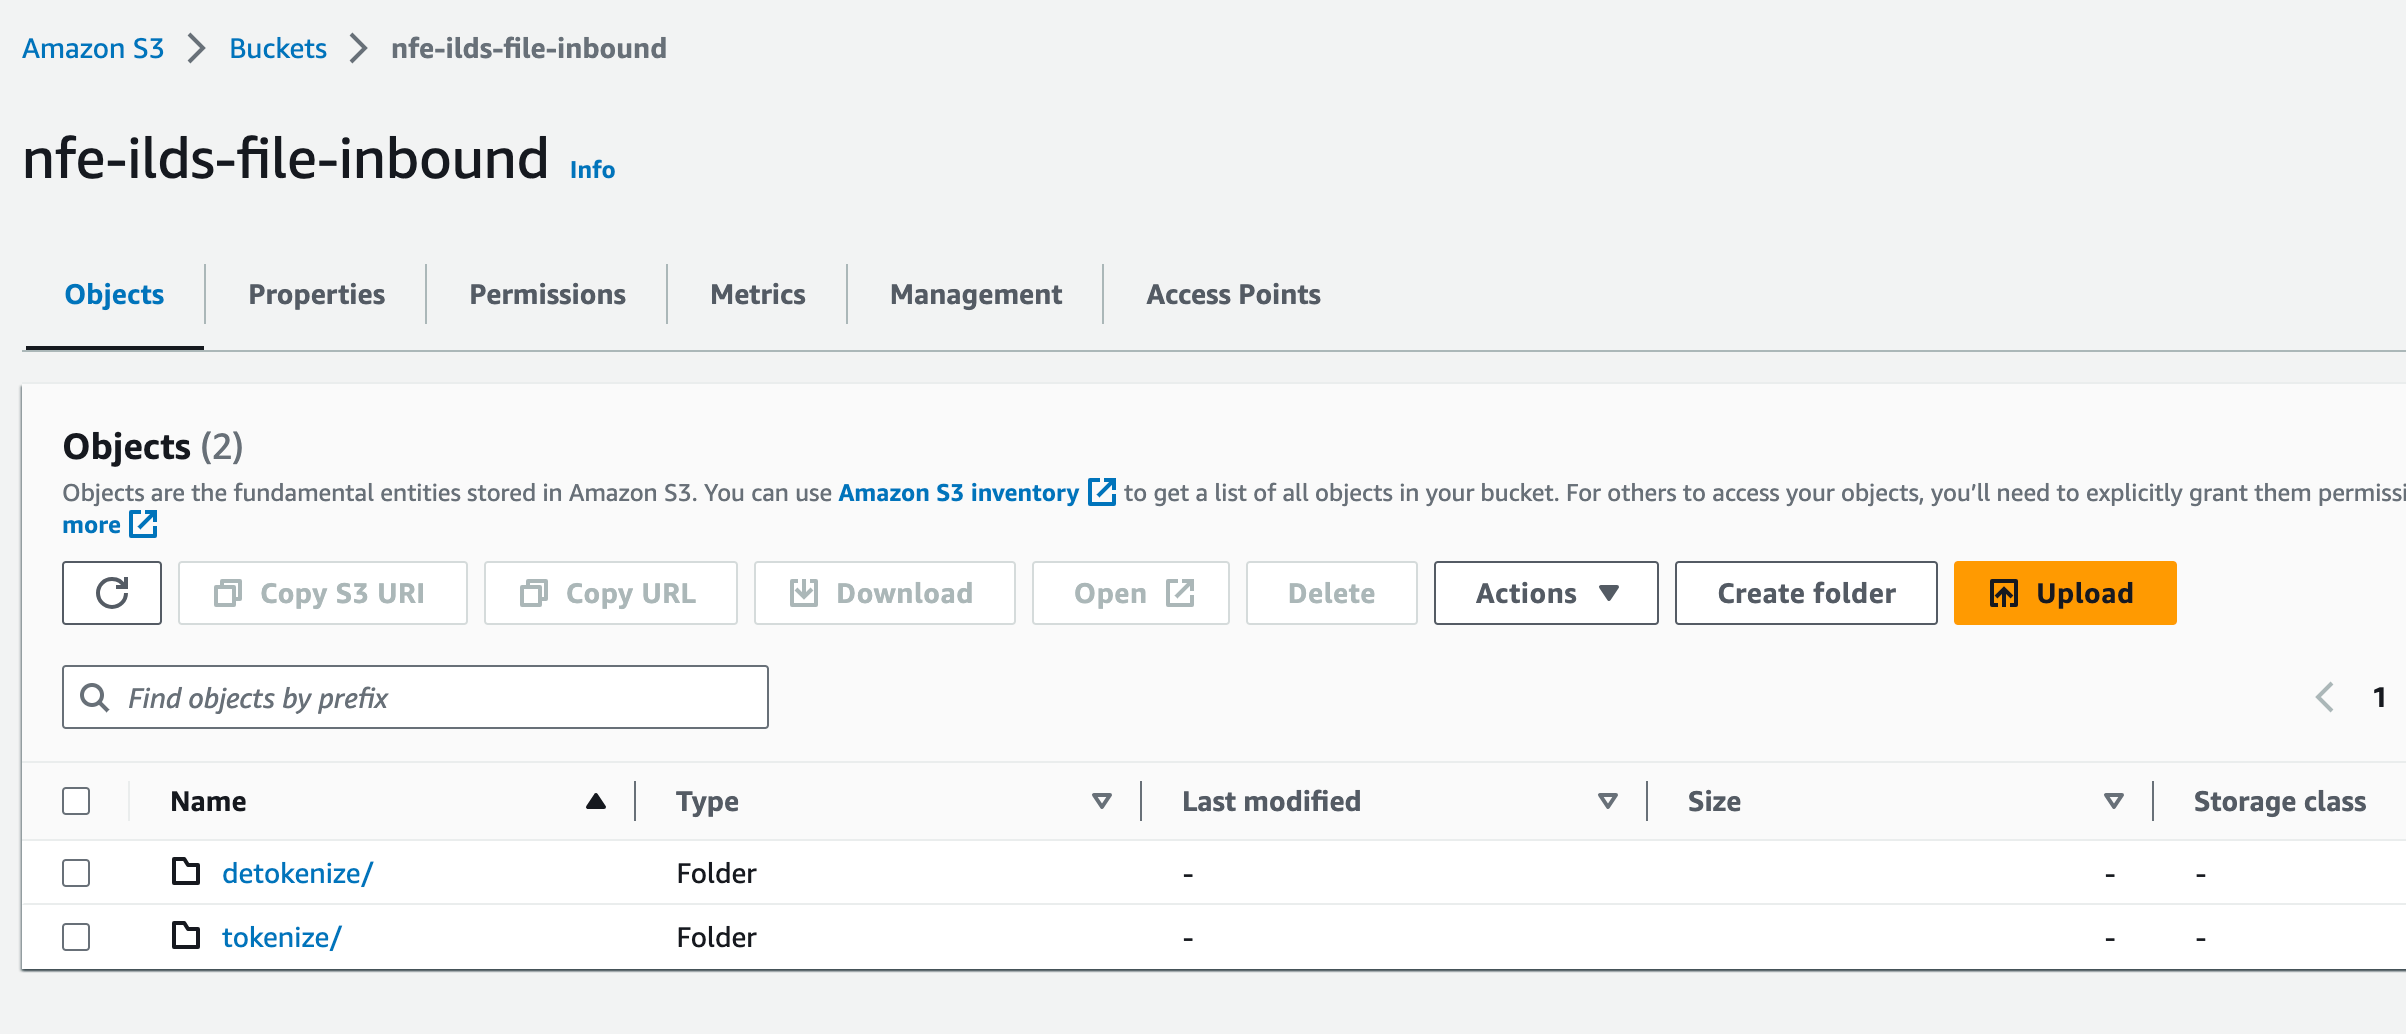 Amazon S3 > Buckets > nfe-ilds-file-inbound
nfe-ilds-file-inbound Info
Objects Properties Permissions Metrics Management Access Points
Objects (2)
Objects are the fundamental entities stored in Amazon S3. You can use Amazon S3 inventory to get a list of all objects in your bucket. For others to access your objects, you'll need to explicitly grant them
more
Copy S3 URI Copy URL Download Open Delete Actions Create folder Upload
Find objects by prefix
1
Name Type Last modified Size Storage class
detokenize/ Folder - - -
tokenize/ Folder - - -